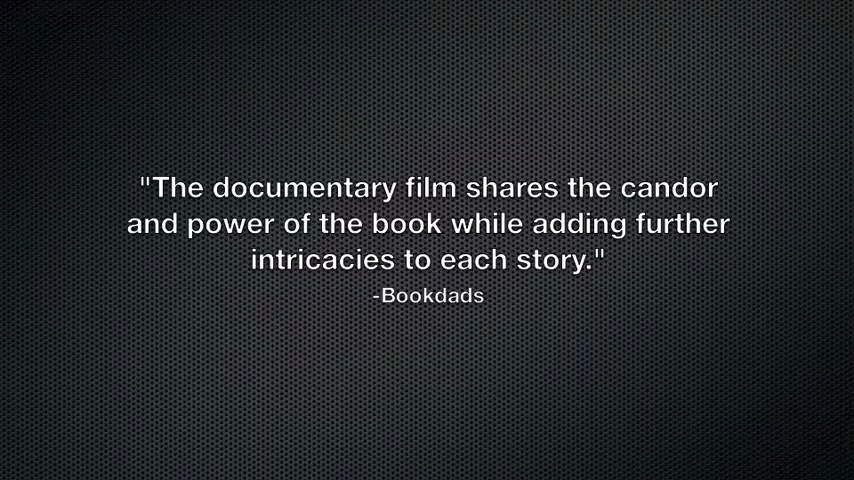 "The documentary film shares the candor
and power of the book while adding further
intricacies to each story."
-Bookdads